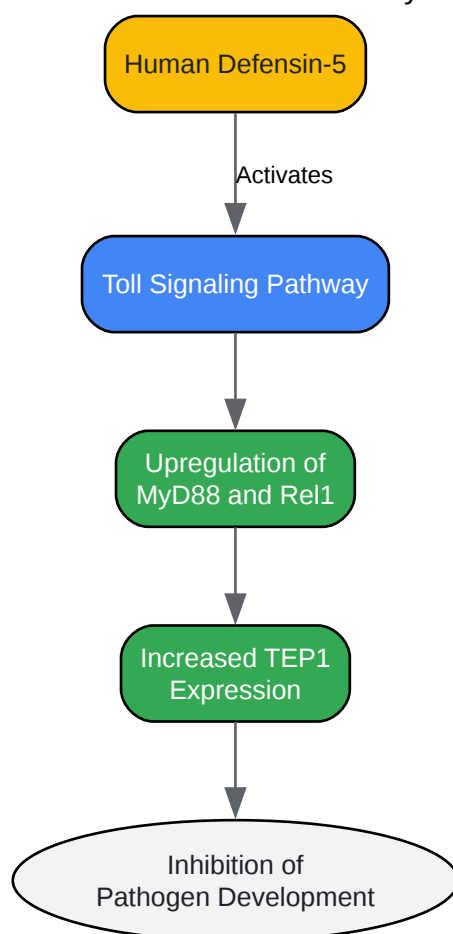 Human Defensin-5
Activates
Toll Signaling Pathway
Upregulation of
MyD88 and Rel1
Increased TEP1
Expression
Inhibition of
Pathogen Development